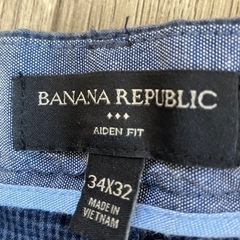 BANANA REPUBLIC
AIDEN FIT
34X32
MADE IN
VIETNAM